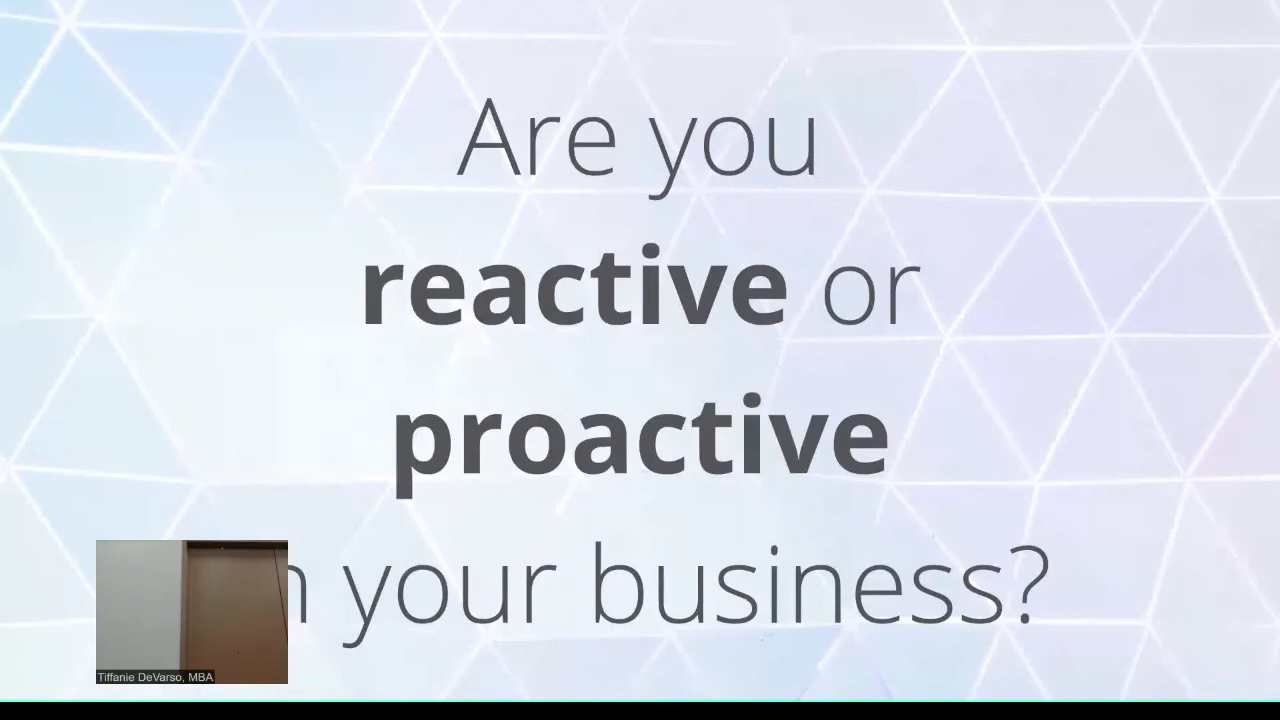 Are you
reactive or
proactive
n your business?
Tiffanie DeVarso, MBA